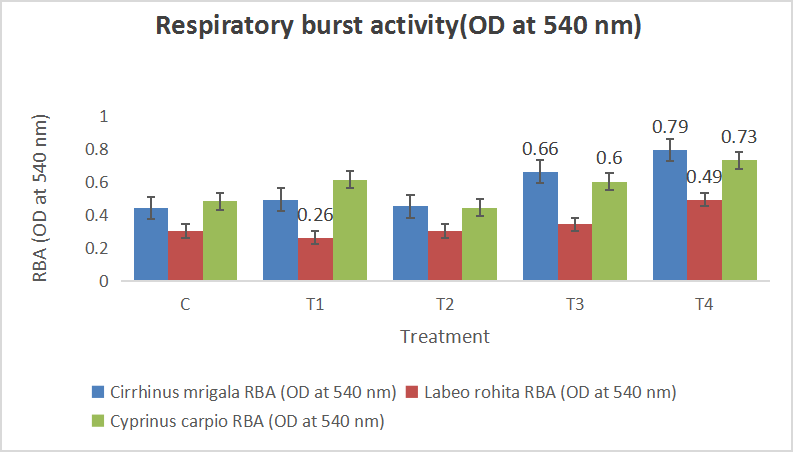 Respiratory burst activity(OD at 540 nm)
RBA (OD at 540 nm)
1
0.8
0.6
0.4
0.2
0
0.26
0.66
0.6
0.79
0.49
0.73
C
T1
T2
T3
T4
Treatment
Cirrhinus mrigala RBA (OD at 540 nm)
Labeo rohita RBA (OD at 540 nm)
Cyprinus carpio RBA (OD at 540 nm)